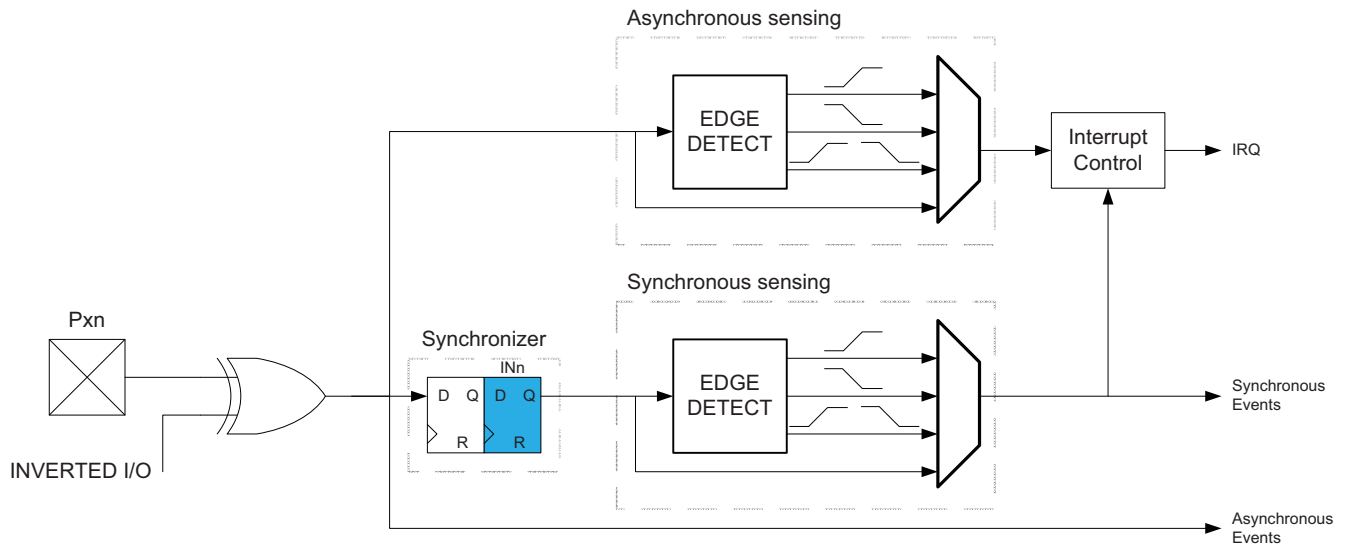 Asynchronous sensing
EDGE
DETECT
Interrupt
Control
IRQ
Synchronous sensing
Pxn
Synchronizer
INn
D Q D Q
R R
EDGE
DETECT
Synchronous
Events
INVERTED I/O
Asynchronous
Events